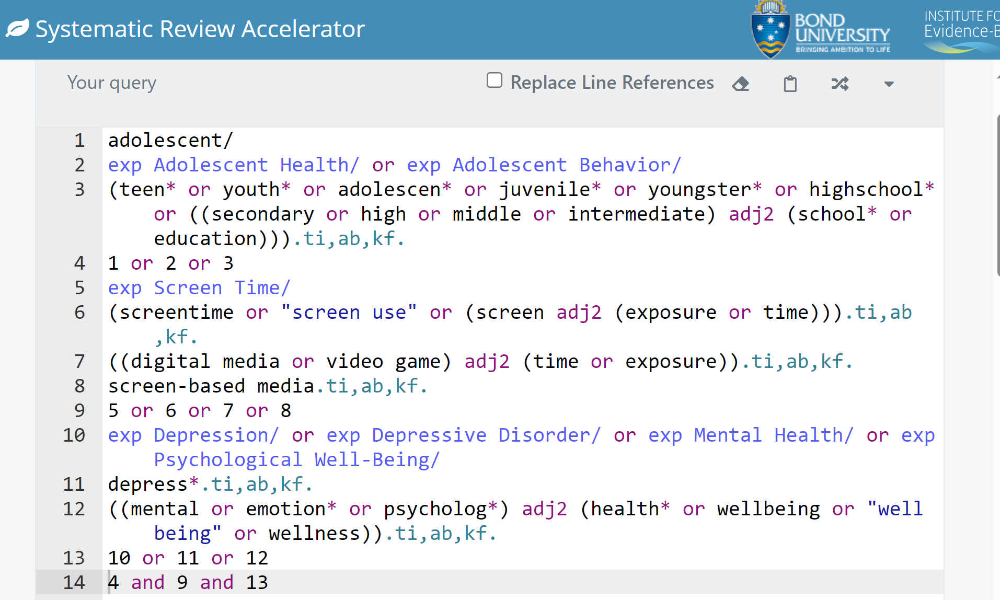 Systematic Review Accelerator
BOND
UNIVERSITY
BRINGING AMBITION TO LIFE
INSTITUTE FO
Evidence-B
Your query
Replace Line References
1 adolescent/
2 exp Adolescent Health/ or exp Adolescent Behavior/
3 (teen* or youth* or adolescen* or juvenile* or youngster* or highschool*
or ((secondary or high or middle or intermediate) adj2 (school* or
education))).ti,ab,kf.
4 1 or 2 or 3
5 exp Screen Time/
6 (screentime or "screen use" or (screen adj2 (exposure or time))).ti,ab
,kf.
7 ((digital media or video game) adj2 (time or exposure)).ti,ab,kf.
8 screen-based media.ti,ab,kf.
9 5 or 6 or 7 or 8
10 exp Depression/ or exp Depressive Disorder/ or exp Mental Health/ or exp
Psychological Well-Being/
11 depress*.ti,ab,kf.
12 ((mental or emotion* or psycholog*) adj2 (health* or wellbeing or "well
being" or wellness)).ti,ab,kf.
13 10 or 11 or 12
14 4 and 9 and 13